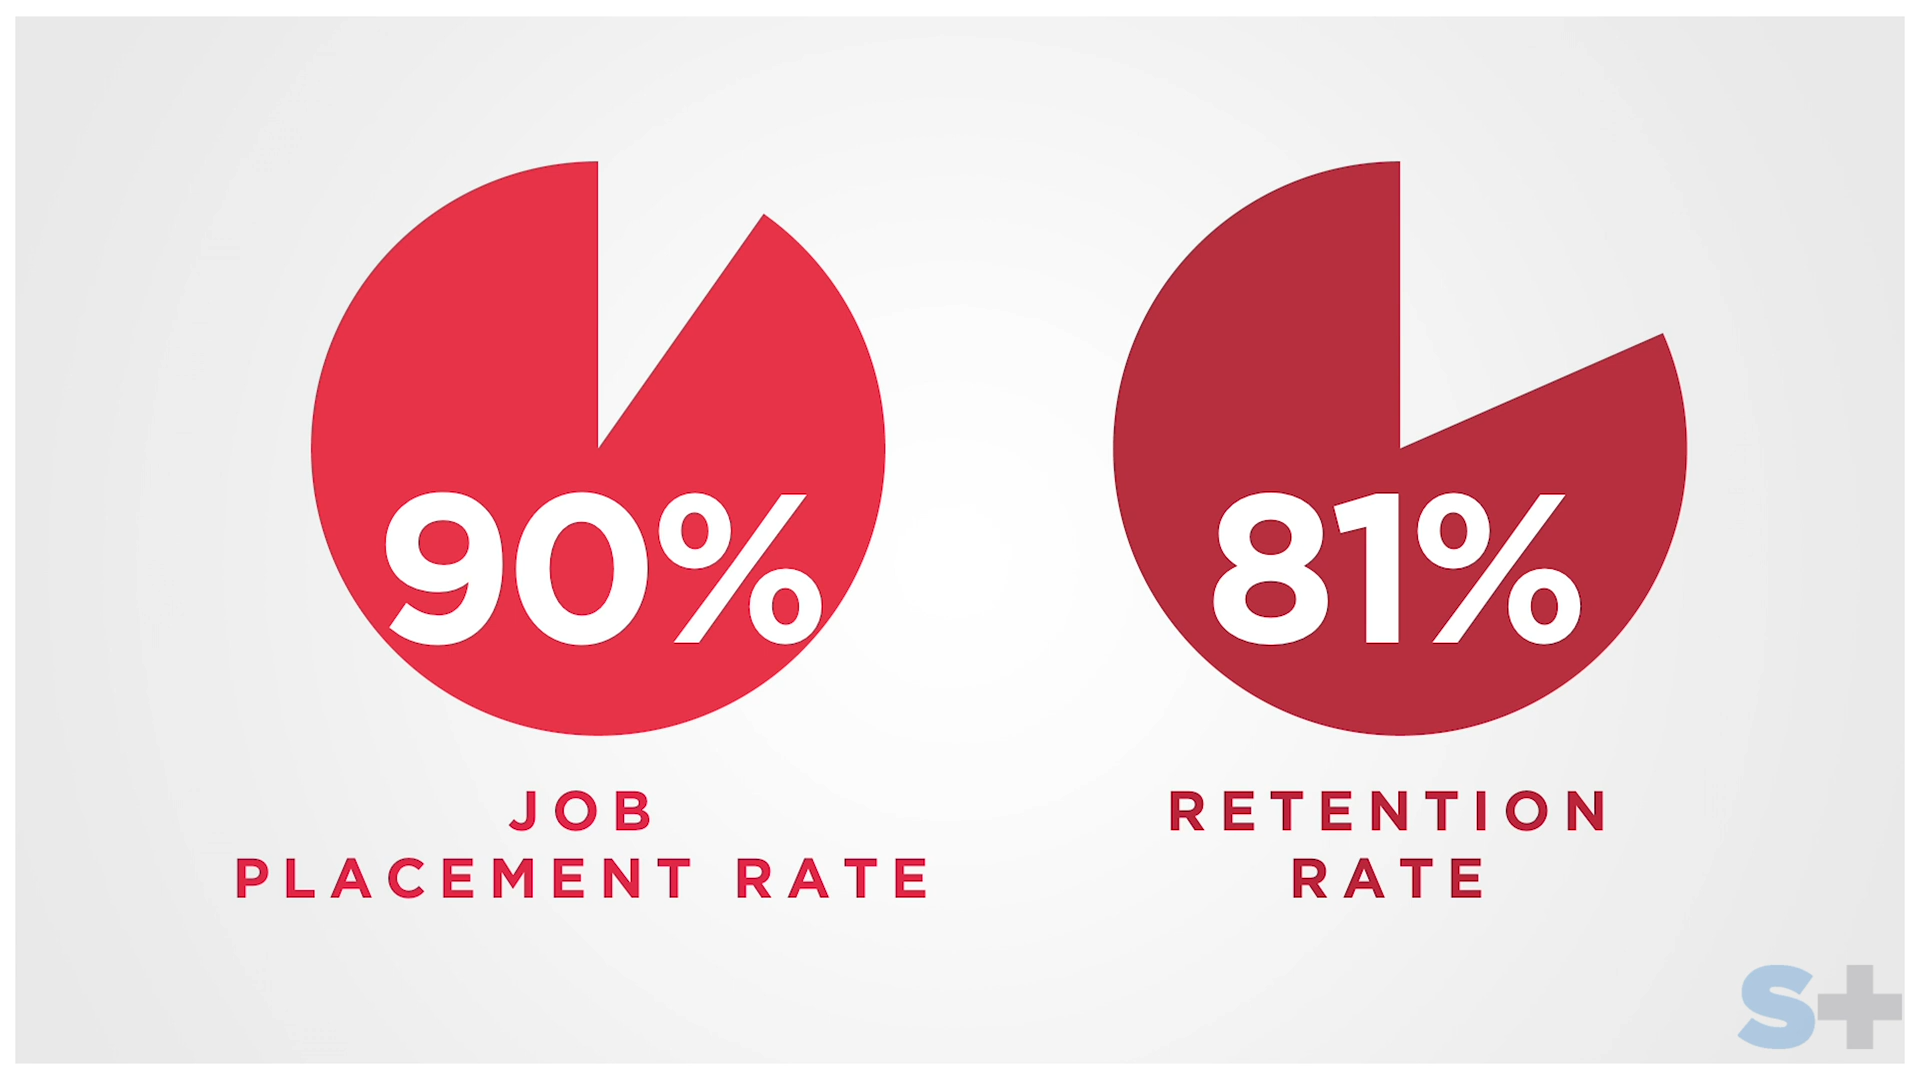 90%
JOB
PLACEMENT RATE
81%
RETENTION
RATE
S+